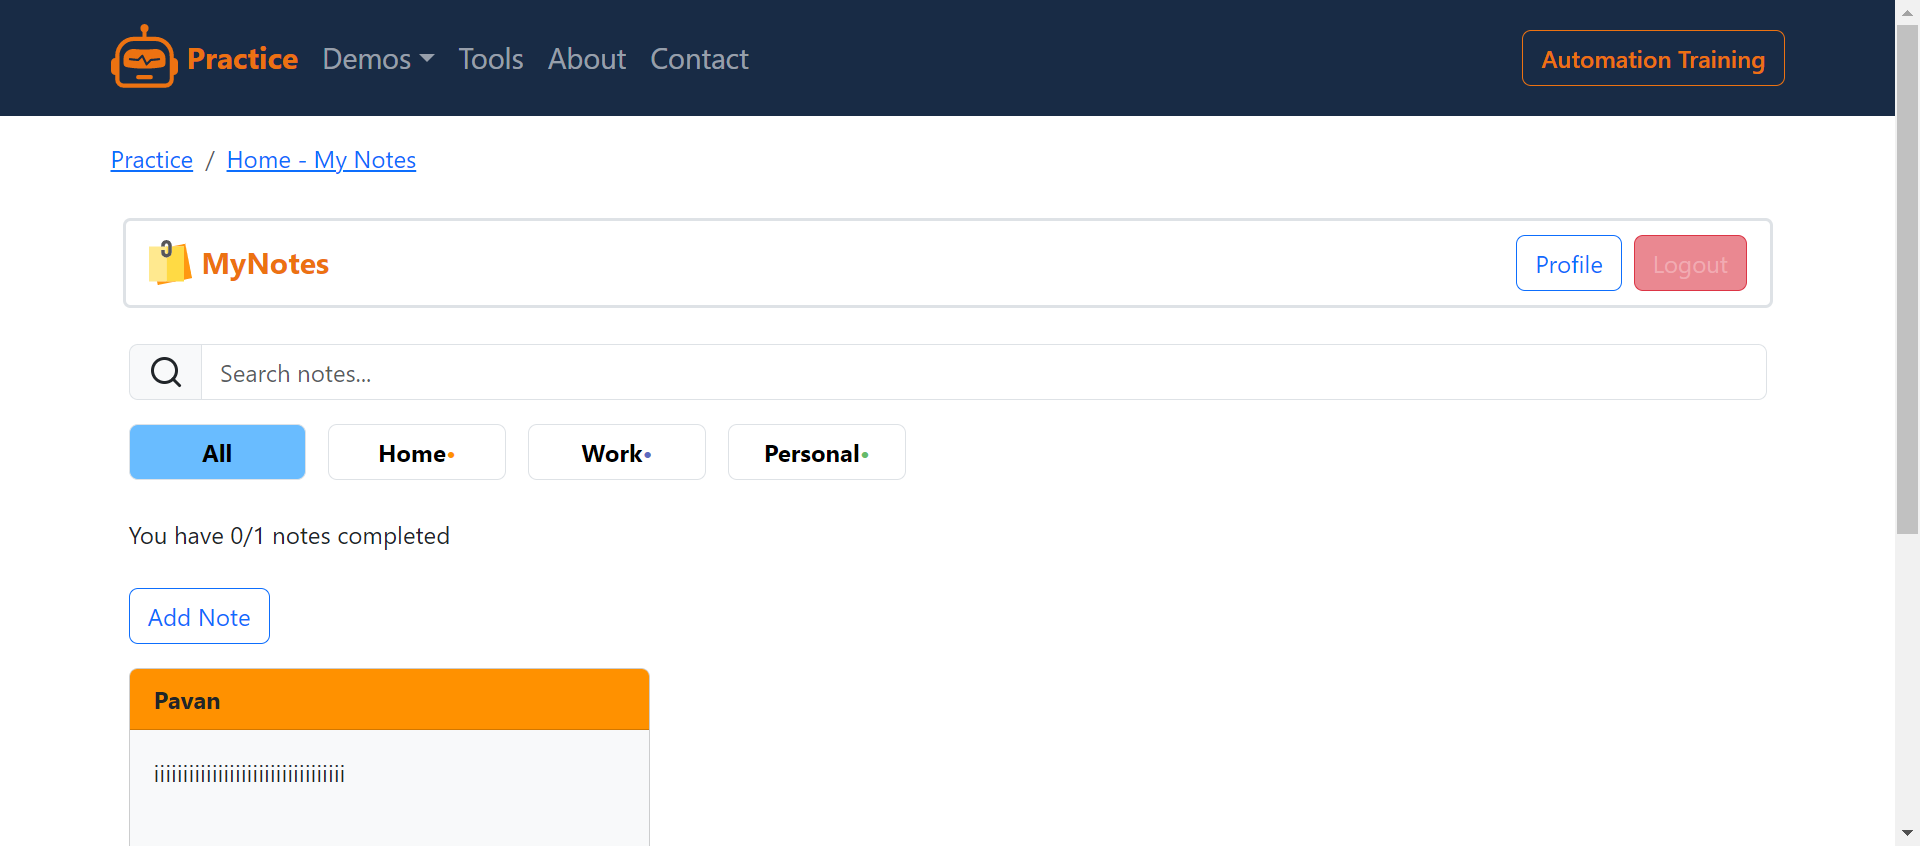 Practice Demos Tools About Contact Automation Training
Practice / Home - My Notes
MyNotes Profile Logout
Search notes...
All Home• Work• Personal•
You have 0/1 notes completed
Add Note
Pavan